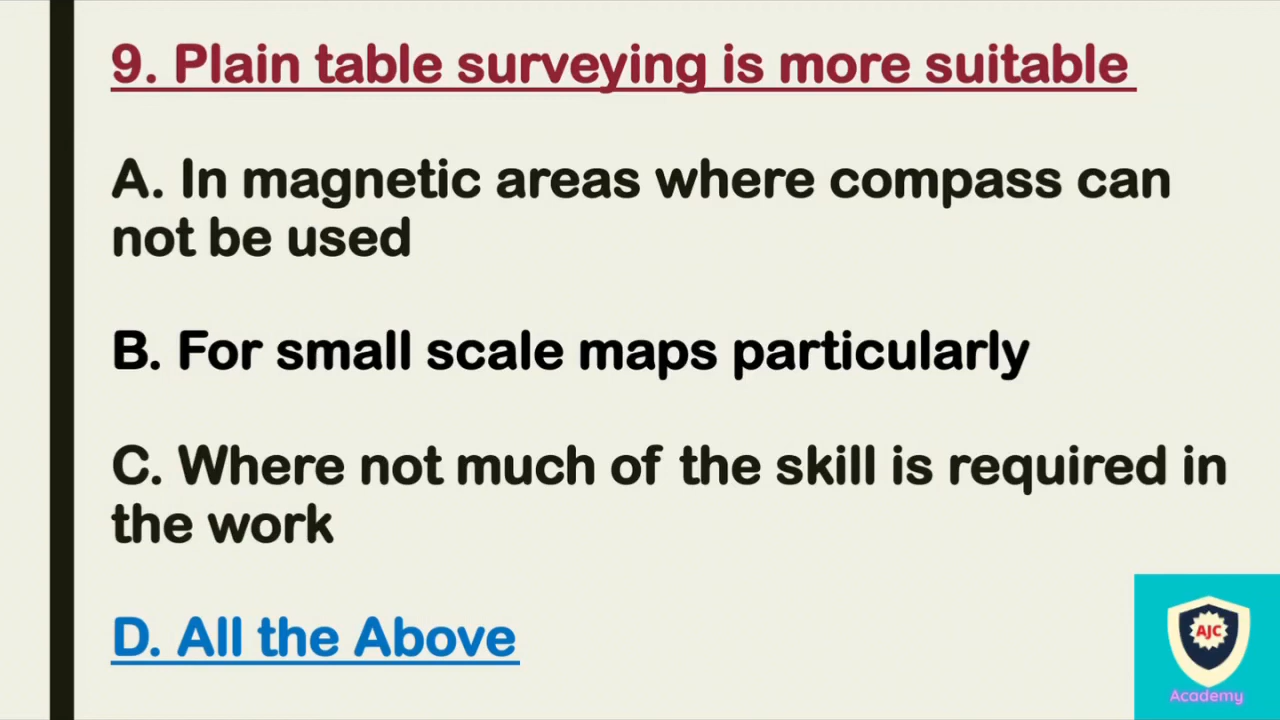 9. Plain table surveying is more suitable
A. In magnetic areas where compass can
not be used
B. For small scale maps particularly
C. Where not much of the skill is required in
the work
D. All the Above
AJC
Academy